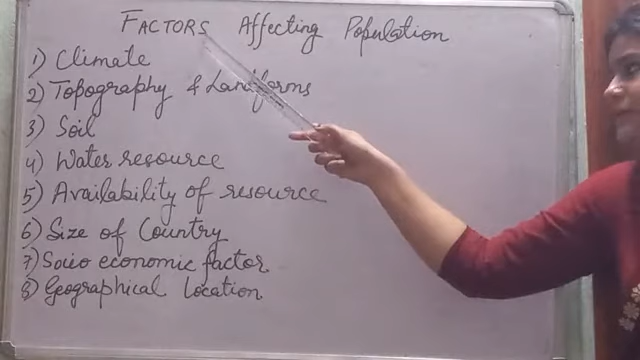 FACTORS Affecting Population
1) Climate
2) Topography & Landforms
3) Soil
4) Water resource
5) Availability of resource
6) Size of Country
7) Socio economic factor
8) Geographical Location